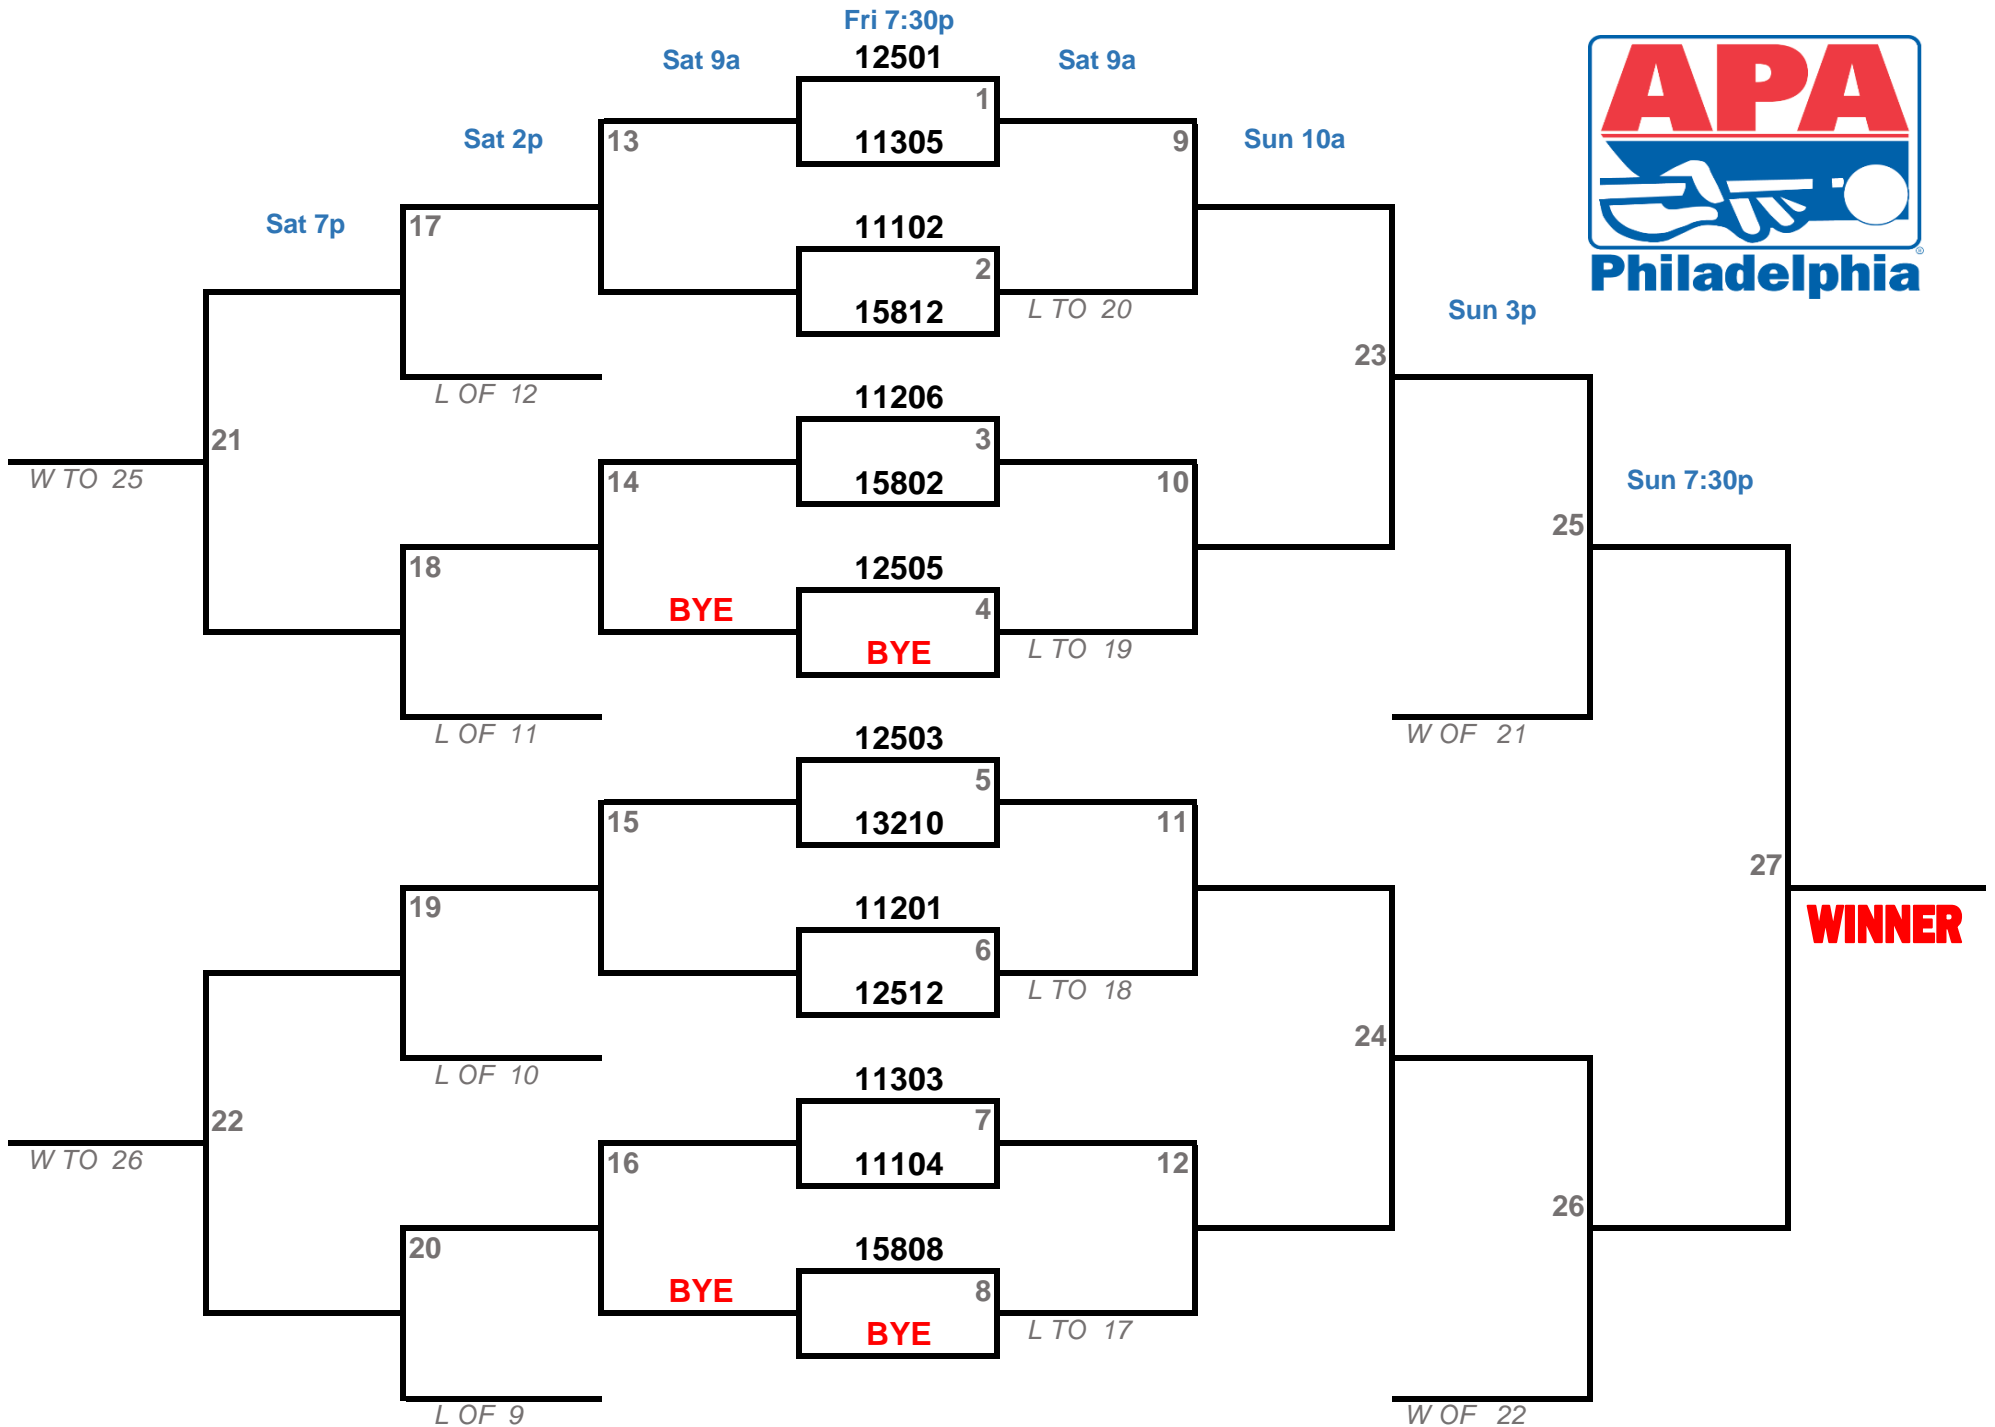 Fri 7:30p
Sat 9a
12501
Sat 9a
APA
Philadelphia
®
1
Sat 2p
13
11305
9
Sun 10a
Sat 7p
17
11102
2
15812
L TO 20
Sun 3p
23
L OF 12
11206
21
3
W TO 25
14
15802
10
Sun 7:30p
25
18
12505
BYE
4
BYE
L TO 19
L OF 11
12503
W OF 21
5
15
13210
11
27
19
11201
WINNER
6
12512
L TO 18
24
L OF 10
11303
22
7
W TO 26
16
11104
12
26
20
15808
BYE
8
BYE
L TO 17
L OF 9
W OF 22